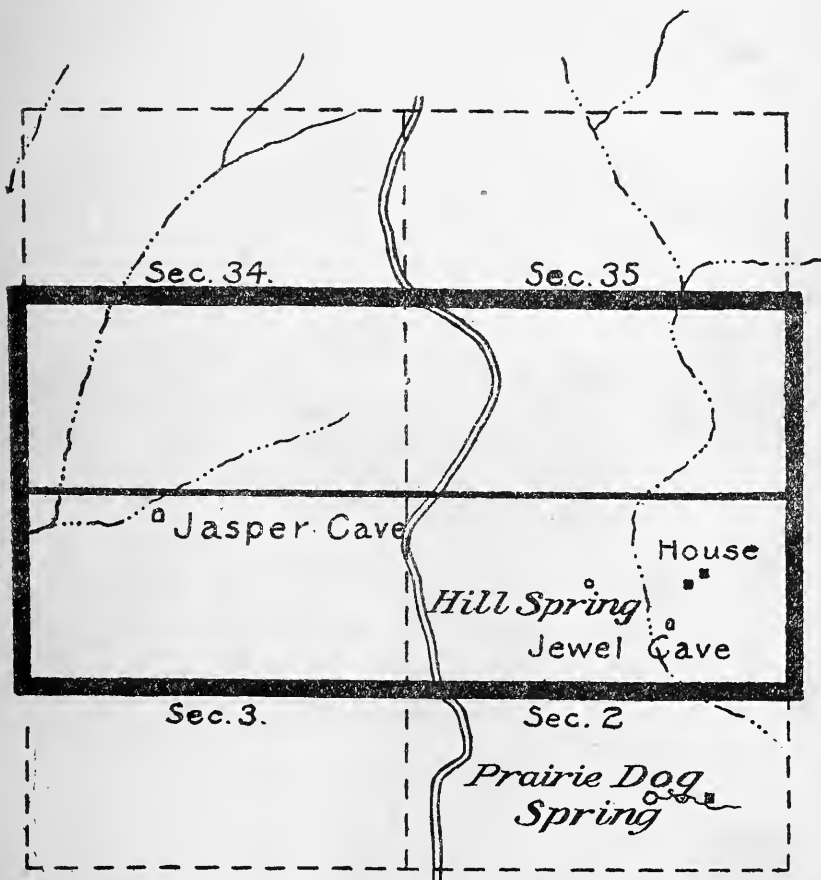 Sec. 34.
Sec. 35
Jasper Cave
House
Hill Spring
Jewel Cave
Sec. 3.
Sec. 2
Prairie Dog
Spring